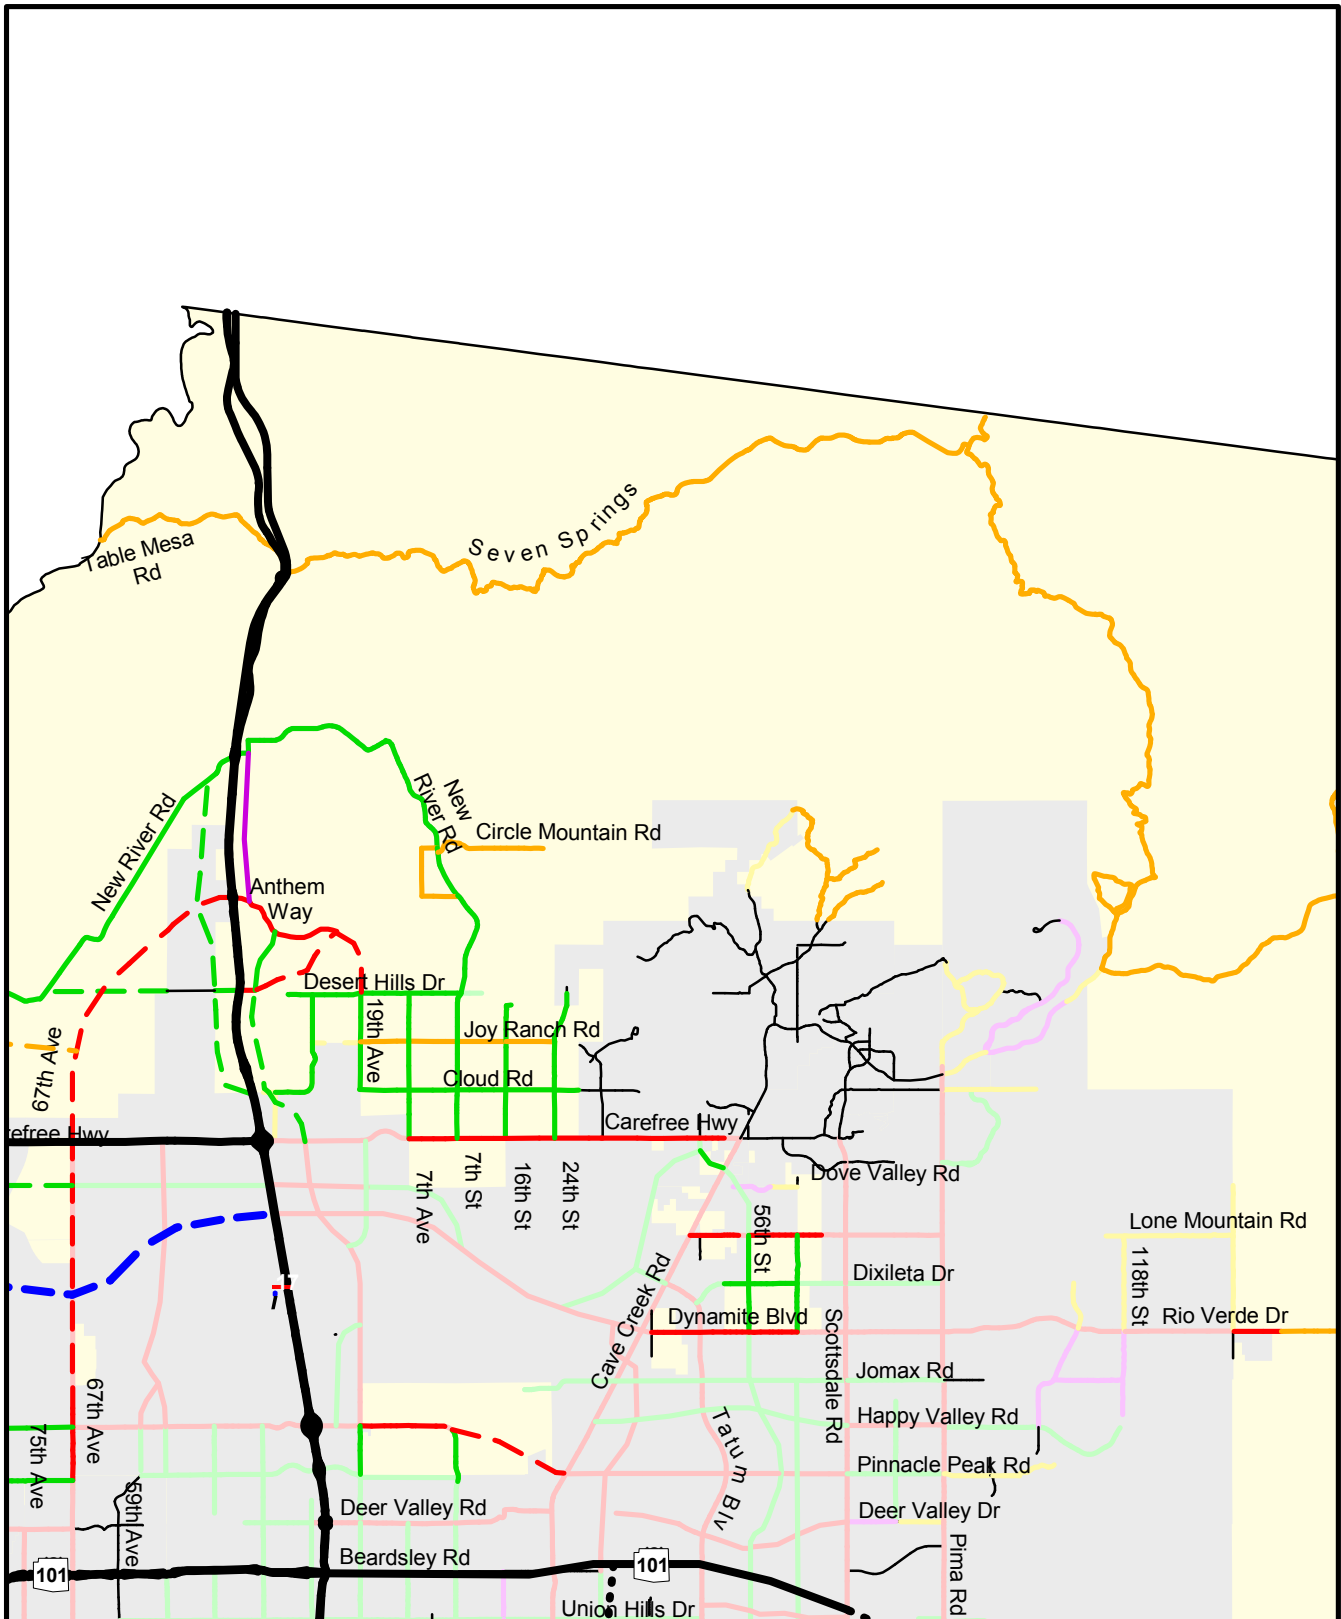 Seven Springs
Table Mesa
Rd
New
River Rd
New River Rd
Circle Mountain Rd
Anthem
Way
Desert Hills Dr
19th Ave
Joy Ranch Rd
67th Ave
Cloud Rd
Carefree Hwy
refree Hwy
7th Ave
7th St
16th St
24th St
Dove Valley Rd
56th St
Lone Mountain Rd
118th St
Dixileta Dr
17
Cave Creek Rd
Dynamite Blvd
Scottsdale Rd
Rio Verde Dr
Jomax Rd
67th Ave
75th Ave
Tatum Blv
Happy Valley Rd
Pinnacle Peak Rd
59th Ave
Deer Valley Rd
Deer Valley Dr
Pima Rd
Beardsley Rd
101
101
Union Hills Dr